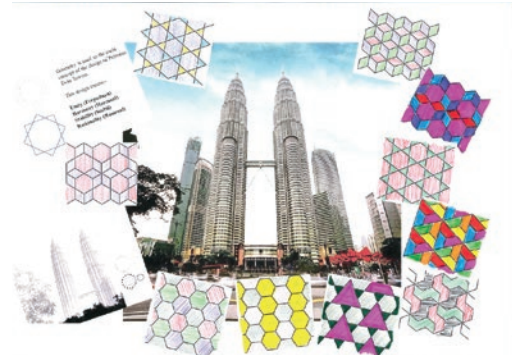 Geometry is used as the main
concept of the design in Petronas
Twin Towers.
This design means:-
Unity (Perpaduan)
Harmony (Harmoni)
Stability (Stabil)
Rationality (Rasional)